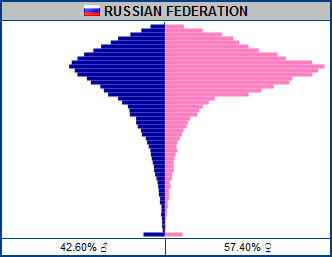 RUSSIAN FEDERATION
42.60% ♂ 57.40% ♀